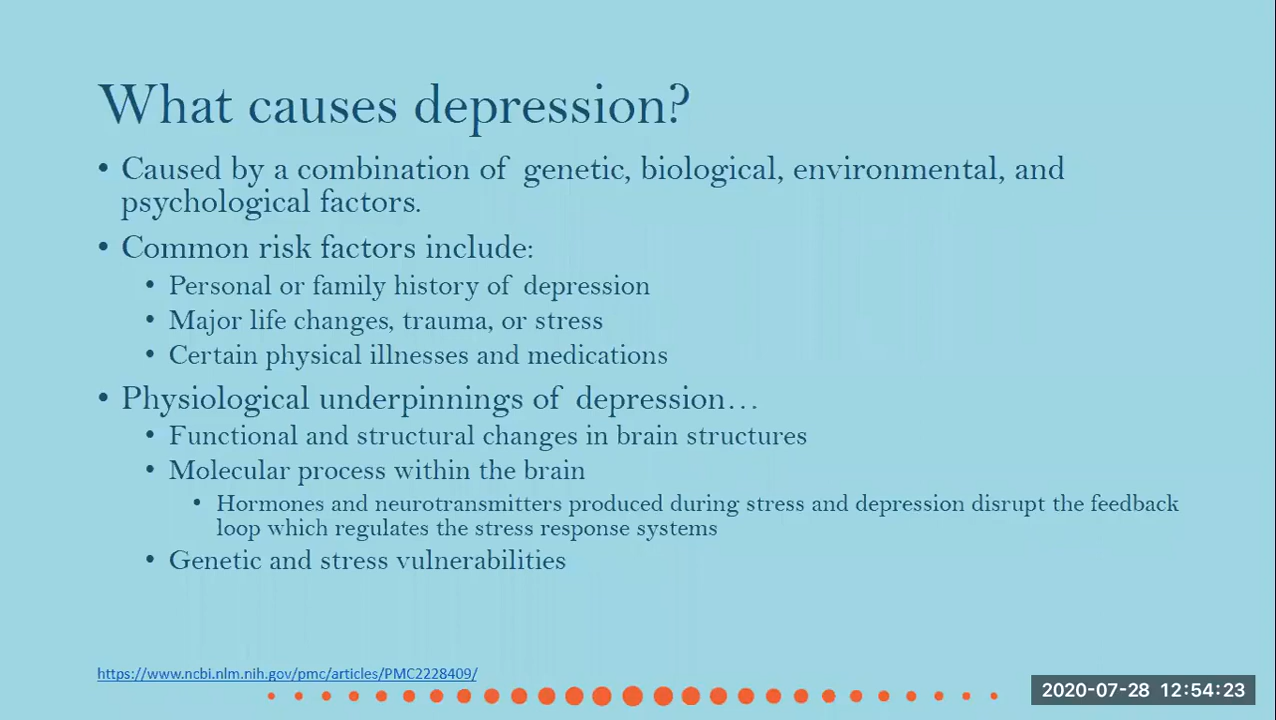 What causes depression?
• Caused by a combination of genetic, biological, environmental, and
psychological factors.
• Common risk factors include:
• Personal or family history of depression
• Major life changes, trauma, or stress
• Certain physical illnesses and medications
• Physiological underpinnings of depression…
• Functional and structural changes in brain structures
• Molecular process within the brain
• Hormones and neurotransmitters produced during stress and depression disrupt the feedback
loop which regulates the stress response systems
• Genetic and stress vulnerabilities
https://www.ncbi.nlm.nih.gov/pmc/articles/PMC2228409/
2020-07-28 12:54:23